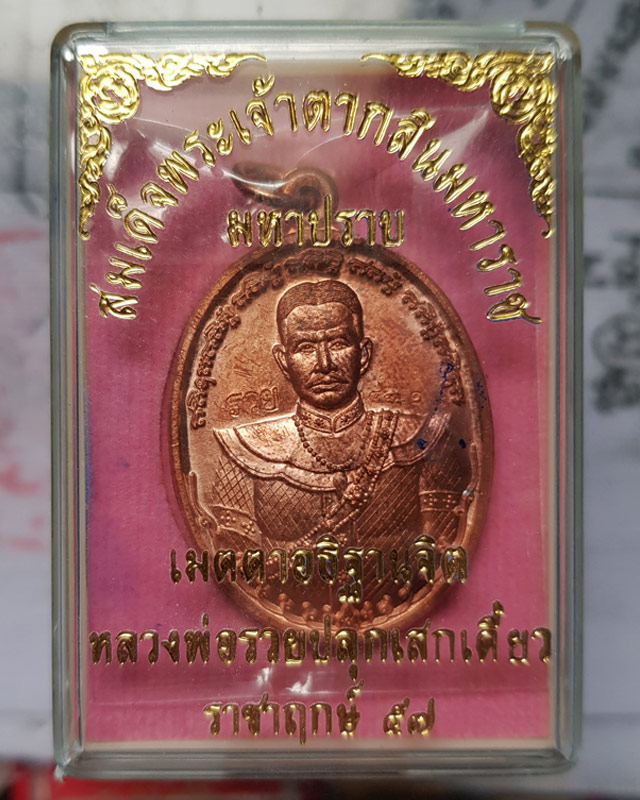 สมเด็จพระเจ้าตากสินมหาราช
มหาปราบ
รวย
เมตตาอธิฐานจิต
หลวงพ่อรวยปลุกเสกเดี่ยว
ราชาฤกษ์ ๕๗